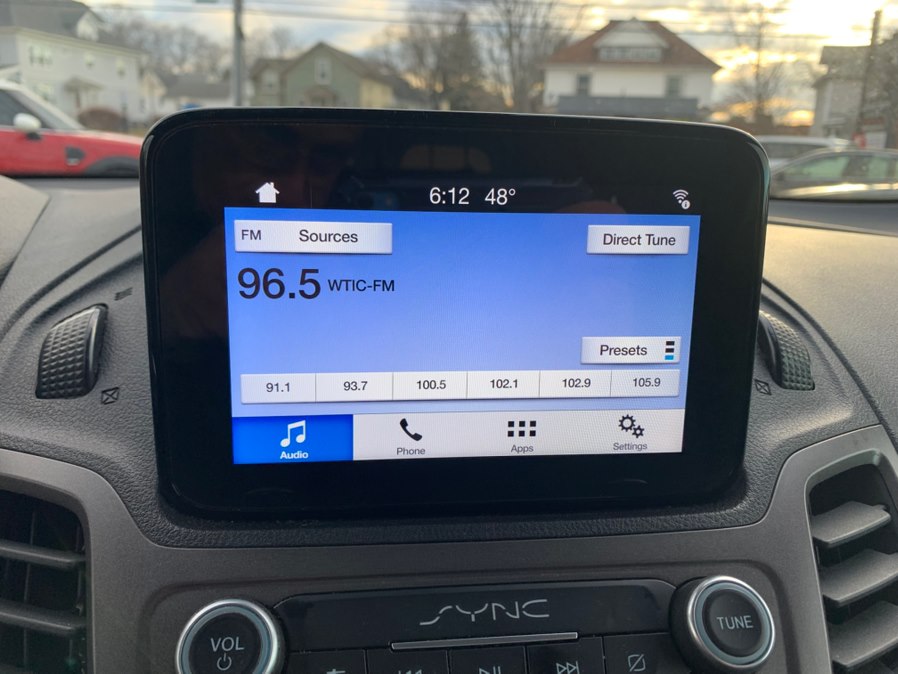 6:12 48°
FM Sources Direct Tune
96.5 WTIC-FM
Presets
91.1 93.7 100.5 102.1 102.9 105.9
Audio Phone Apps Settings
SYNC
VOL TUNE